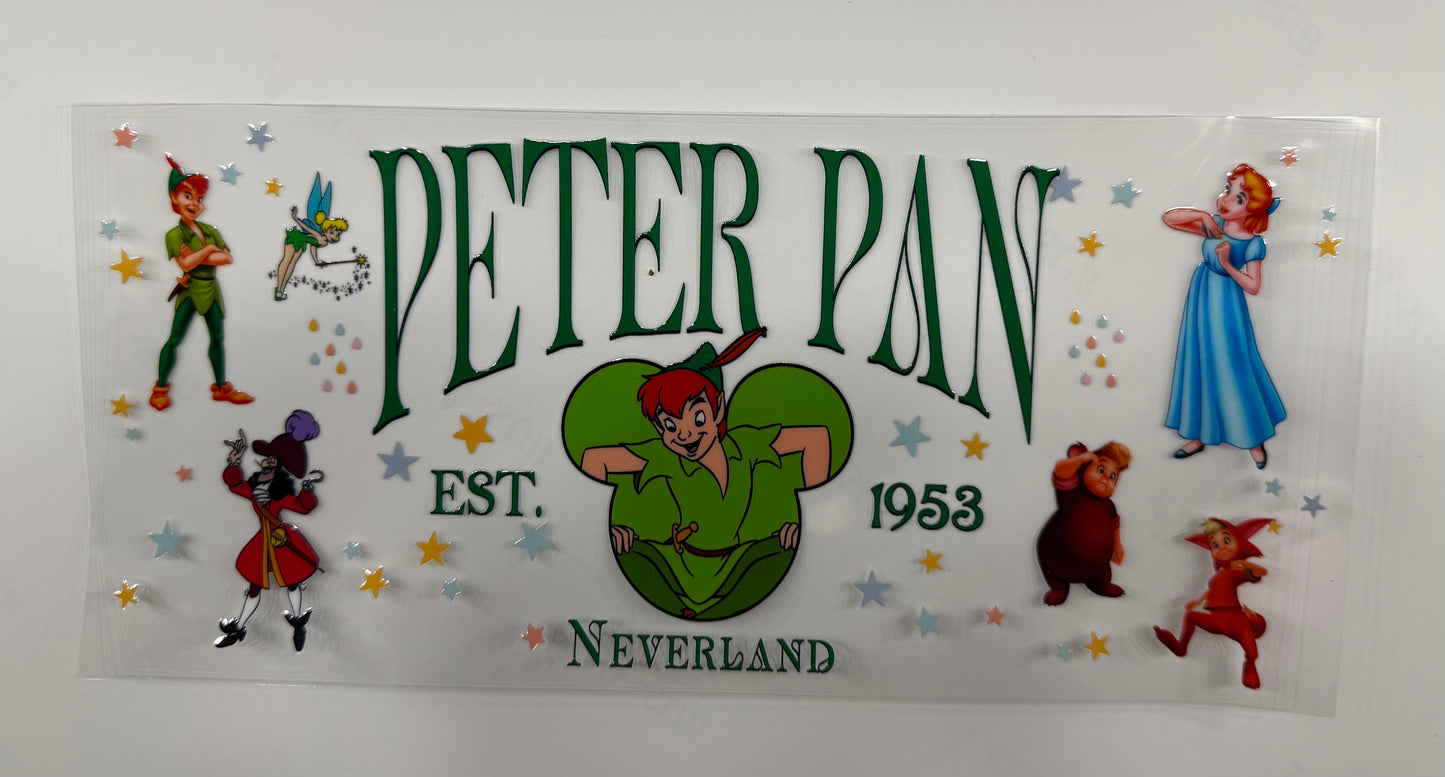 PETER PAN
EST. 1953
NEVERLAND